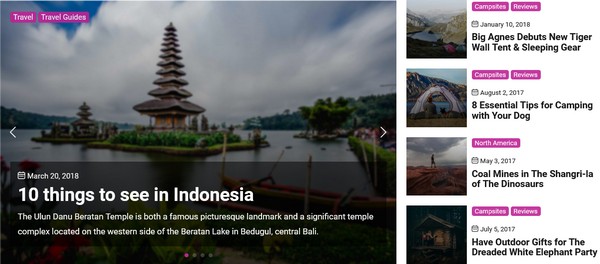 Travel Travel Guides
March 20, 2018
10 things to see in Indonesia
The Ulun Danu Beratan Temple is both a famous picturesque landmark and a significant temple
complex located on the western side of the Beratan Lake in Bedugul, central Bali.
Campsites Reviews
January 10, 2018
Big Agnes Debuts New Tiger
Wall Tent & Sleeping Gear
Campsites Reviews
August 2, 2017
8 Essential Tips for Camping
with Your Dog
North America
May 3, 2017
Coal Mines in The Shangri-la
of The Dinosaurs
Campsites Reviews
July 5, 2017
Have Outdoor Gifts for The
Dreaded White Elephant Party